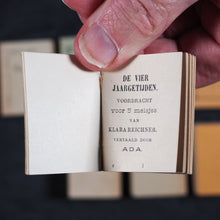 DE VIER
JAARGETIJDEN.
VOORDRACHT
voor 5 meisjes
VAN
KLARA REICHNER,
VERTAALD DOOR
ADA.